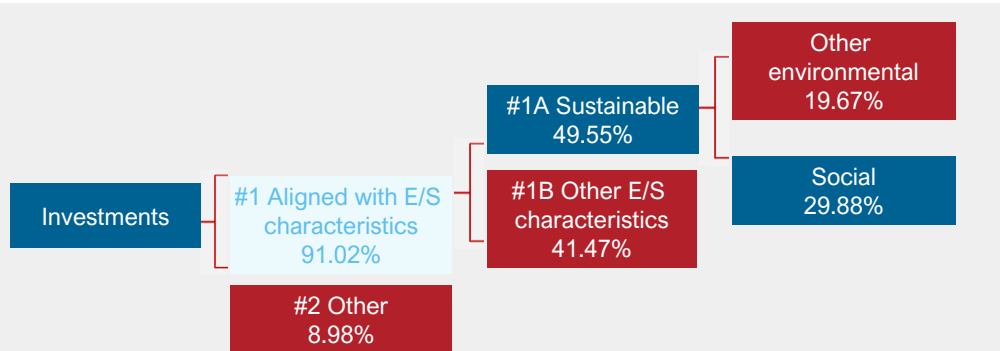 Investments
#1 Aligned with E/S
characteristics
91.02%
#2 Other
8.98%
#1A Sustainable
49.55%
#1B Other E/S
characteristics
41.47%
Other
environmental
19.67%
Social
29.88%